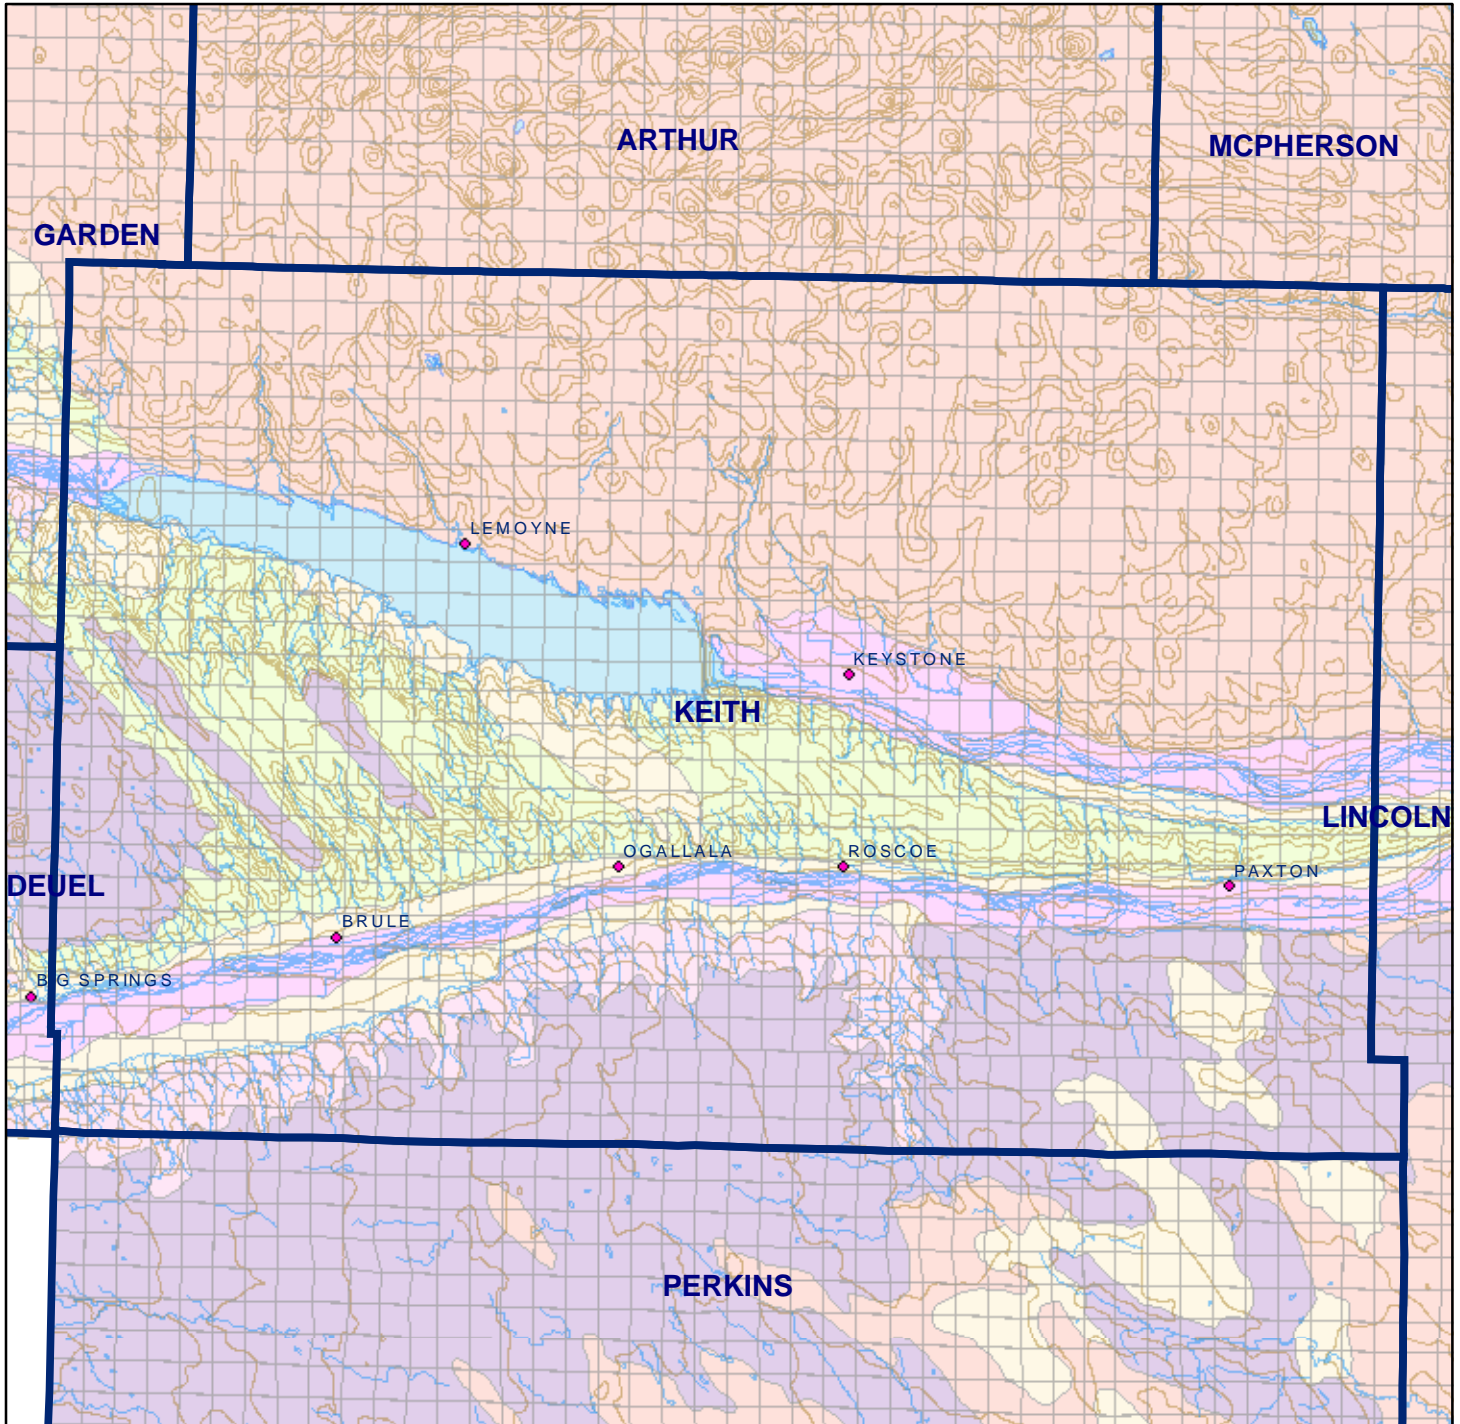 ARTHUR
MCPHERSON
GARDEN
LEMOYNE
KEYSTONE
KEITH
LINCOLN
OGALLALA
ROSCOE
PAXTON
DEUEL
BRULE
BIG SPRINGS
PERKINS